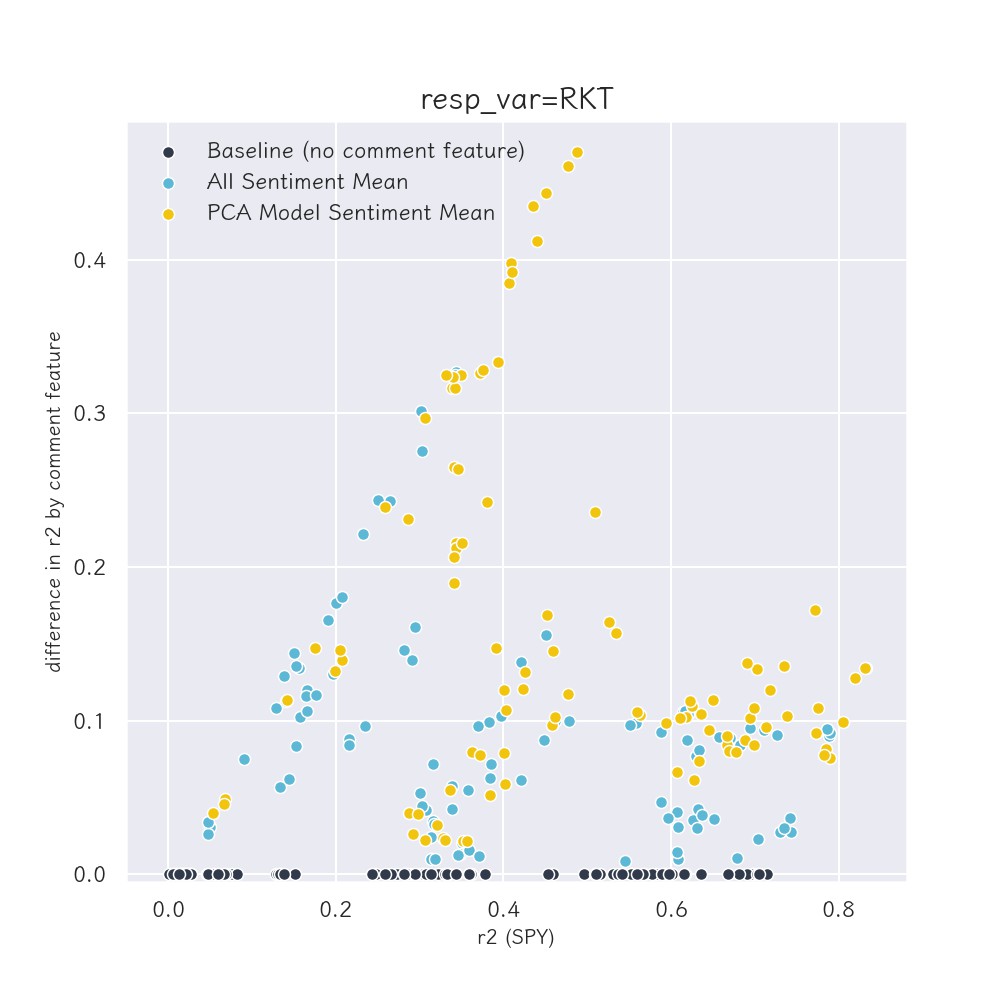 resp_var=RKT
Baseline (no comment feature)
All Sentiment Mean
PCA Model Sentiment Mean
difference in r2 by comment feature
0.4
0.3
0.2
0.1
0.0
0.0 0.2 0.4 0.6 0.8
r2 (SPY)